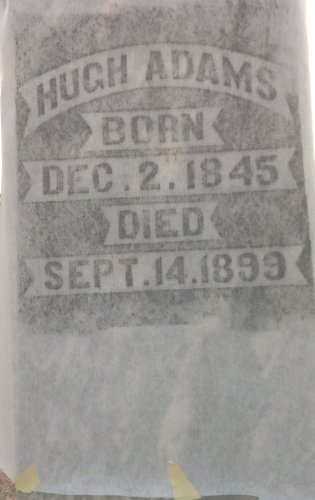 HUGH ADAMS
BORN
DEC. 2. 1845
DIED
SEPT. 14. 1899